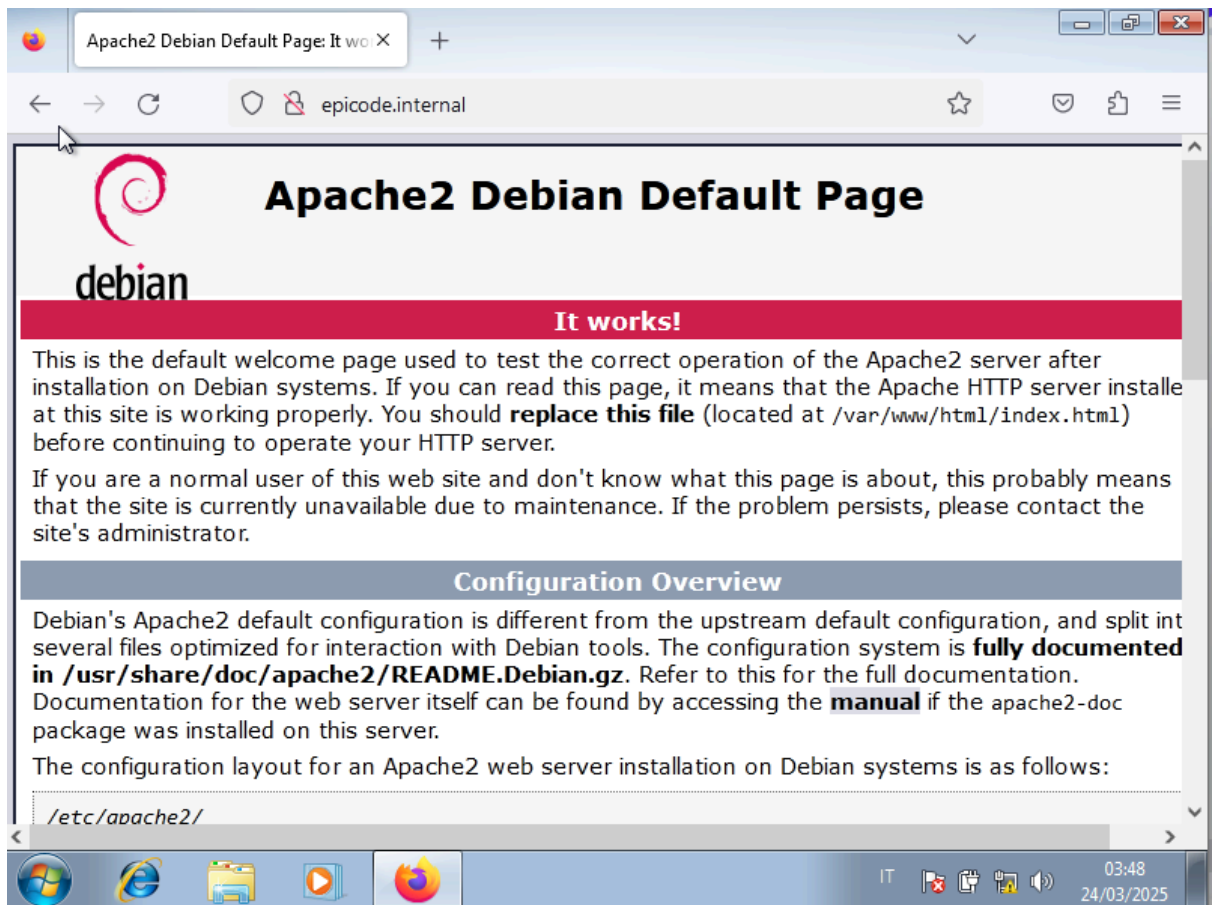 Apache2 Debian Default Page: It wo
epicode.internal
debian
Apache2 Debian Default Page
It works!
This is the default welcome page used to test the correct operation of the Apache2 server after
installation on Debian systems. If you can read this page, it means that the Apache HTTP server installe
at this site is working properly. You should replace this file (located at /var/www/html/index.html)
before continuing to operate your HTTP server.
If you are a normal user of this web site and don't know what this page is about, this probably means
that the site is currently unavailable due to maintenance. If the problem persists, please contact the
site's administrator.
Configuration Overview
Debian's Apache2 default configuration is different from the upstream default configuration, and split int
several files optimized for interaction with Debian tools. The configuration system is fully documented
in /usr/share/doc/apache2/README.Debian.gz. Refer to this for the full documentation.
Documentation for the web server itself can be found by accessing the manual if the apache2-doc
package was installed on this server.
The configuration layout for an Apache2 web server installation on Debian systems is as follows:
/etc/apache2/
IT
03:48
24/03/2025